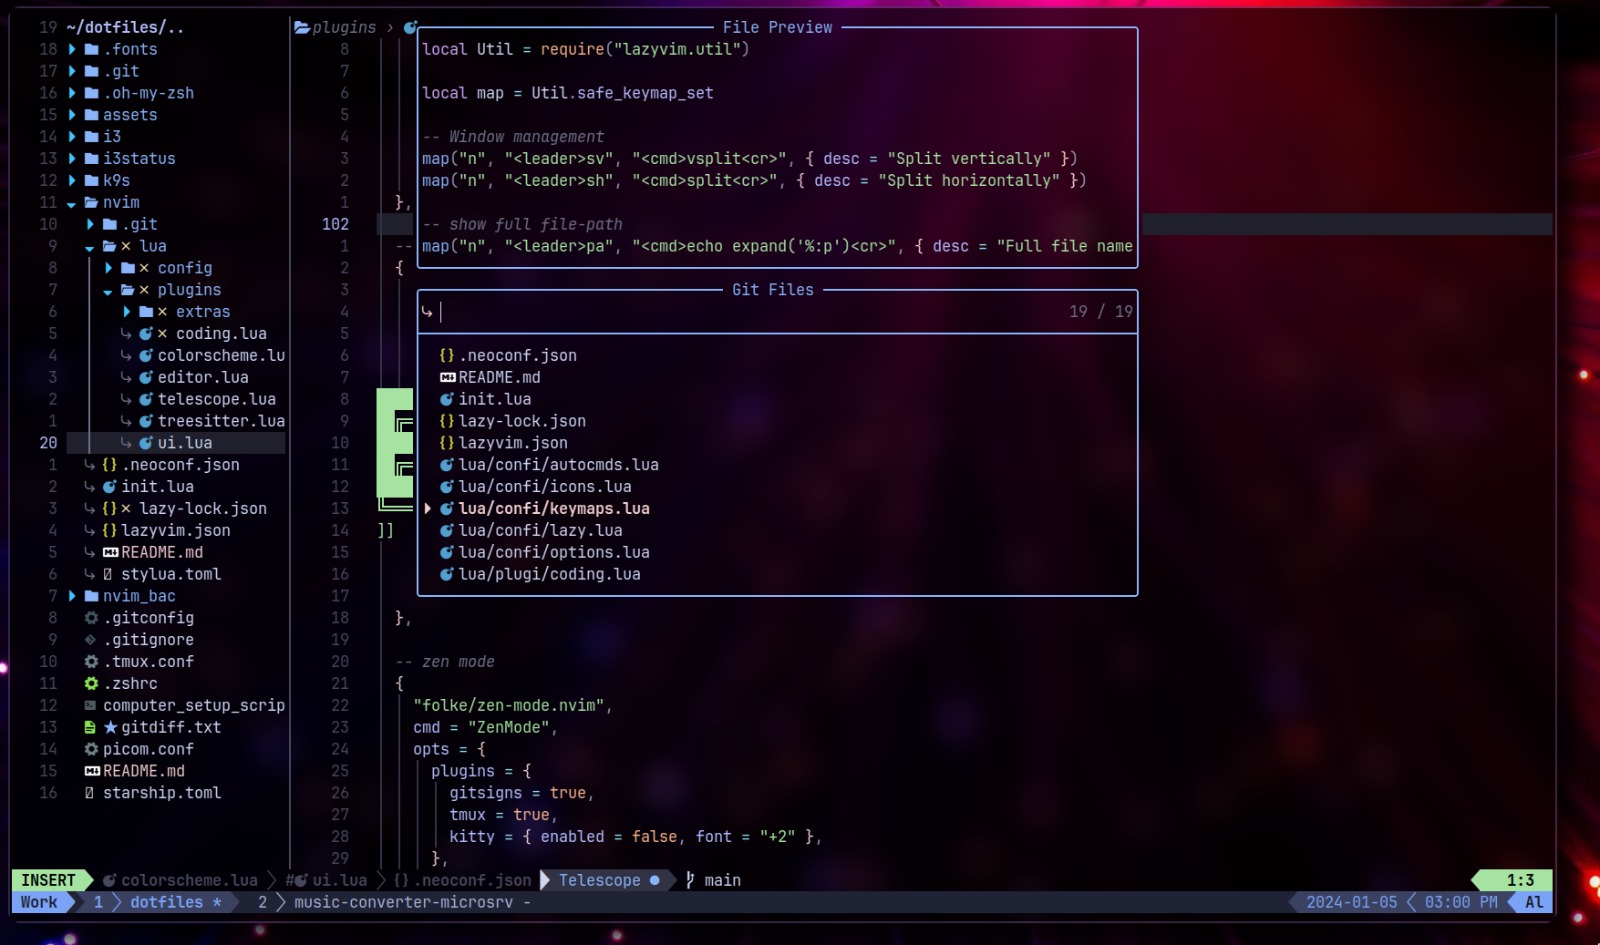 19 ~/dotfiles/..
18 .fonts
17 .git
16 .oh-my-zsh
15 assets
14 i3
13 i3status
12 k9s
11 nvim
10 .git
9 × lua
8 × config
7 × plugins
6 × extras
5 × coding.lua
4 colorscheme.lu
3 editor.lua
2 telescope.lua
1 treesitter.lua
20 ui.lua
1 {} .neoconf.json
2 init.lua
3 {} × lazy-lock.json
4 {} lazyvim.json
5 README.md
6 stylua.toml
7 nvim_bac
8 .gitconfig
9 .gitignore
10 .tmux.conf
11 .zshrc
12 computer_setup_scrip
13 ★ gitdiff.txt
14 picom.conf
15 README.md
16 starship.toml
plugins ›
File Preview
local Util = require("lazyvim.util")
local map = Util.safe_keymap_set
-- Window management
map("n", "<leader>sv", "<cmd>vsplit<cr>", { desc = "Split vertically" })
map("n", "<leader>sh", "<cmd>split<cr>", { desc = "Split horizontally" })
-- show full file-path
map("n", "<leader>pa", "<cmd>echo expand('%:p')<cr>", { desc = "Full file name
Git Files
19 / 19
{} .neoconf.json
README.md
init.lua
{} lazy-lock.json
{} lazyvim.json
lua/confi/autocmds.lua
lua/confi/icons.lua
lua/confi/keymaps.lua
lua/confi/lazy.lua
lua/confi/options.lua
lua/plugi/coding.lua
8
7
6
5
4
3
2
1 },
102
1 --
2 {
3
4
5
6
7
8
9
10
11
12
13
14 ]]
15
16
17
18 },
19
20 -- zen mode
21 {
22 "folke/zen-mode.nvim",
23 cmd = "ZenMode",
24 opts = {
25 plugins = {
26 gitsigns = true,
27 tmux = true,
28 kitty = { enabled = false, font = "+2" },
29 },
INSERT colorscheme.lua #ui.lua {} .neoconf.json Telescope ● main 1:3
Work 1 dotfiles * 2 music-converter-microsrv - 2024-01-05 03:00 PM Al